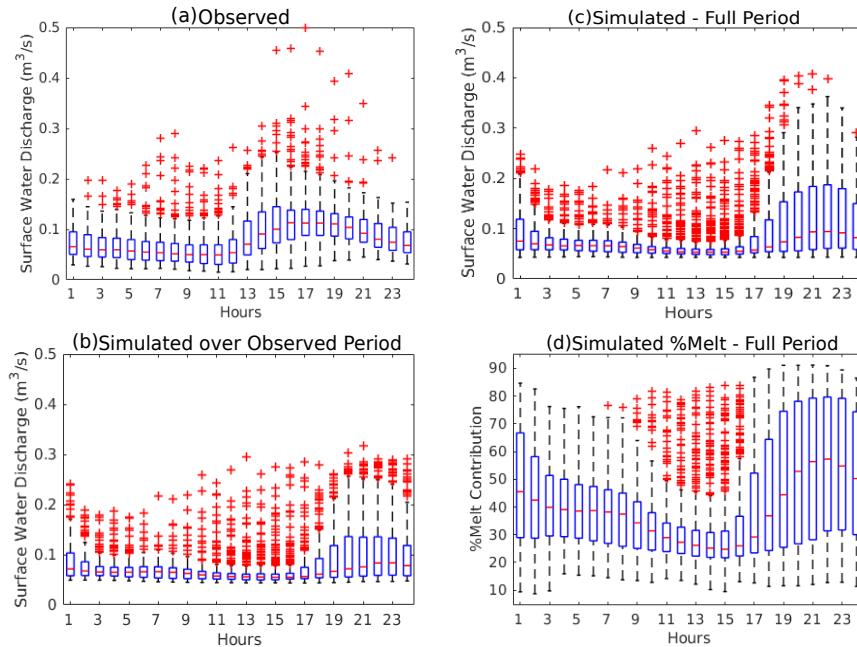 (a)Observed
Surface Water Discharge (m³/s)
0.5
0.4
0.3
0.2
0.1
0
1 3 5 7 9 11 13 15 17 19 21 23
Hours
(c)Simulated - Full Period
Surface Water Discharge (m³/s)
0.5
0.4
0.3
0.2
0.1
0
1 3 5 7 9 11 13 15 17 19 21 23
Hours
(b)Simulated over Observed Period
Surface Water Discharge (m³/s)
0.5
0.4
0.3
0.2
0.1
0
1 3 5 7 9 11 13 15 17 19 21 23
Hours
(d)Simulated %Melt - Full Period
%Melt Contribution
90
80
70
60
50
40
30
20
10
1 3 5 7 9 11 13 15 17 19 21 23
Hours